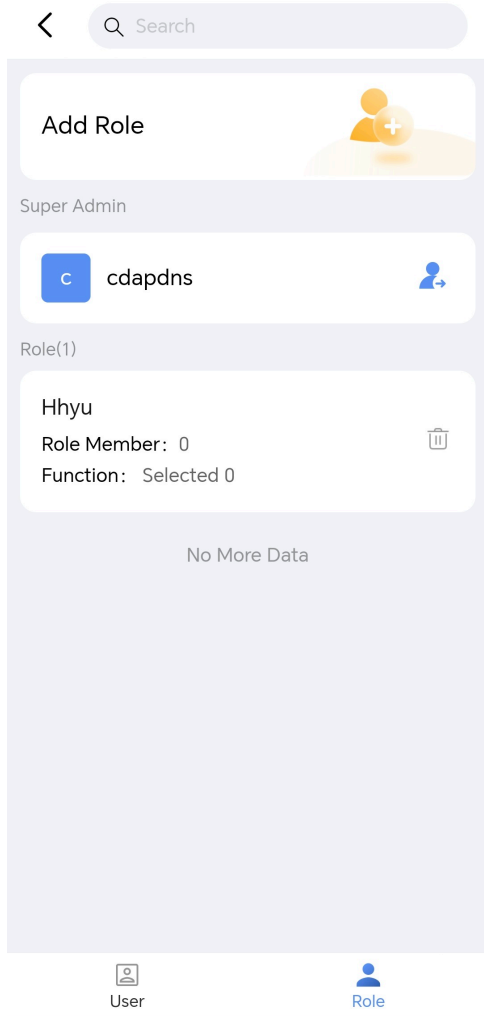 Search
Add Role
Super Admin
c
cdapdns
Role(1)
Hhyu
Role Member: 0
Function: Selected 0
No More Data
User
Role